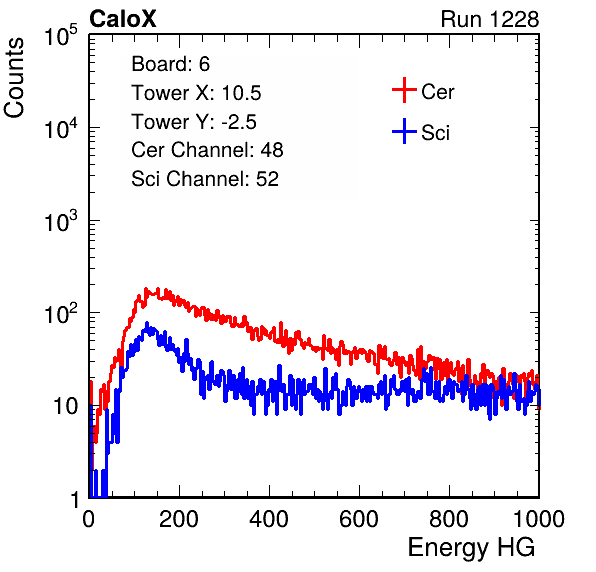 CaloX Run 1228
Counts
Board: 6
Tower X: 10.5
Tower Y: -2.5
Cer Channel: 48
Sci Channel: 52
Cer
Sci
10^5
10^4
10^3
10^2
10
1
0 200 400 600 800 1000
Energy HG